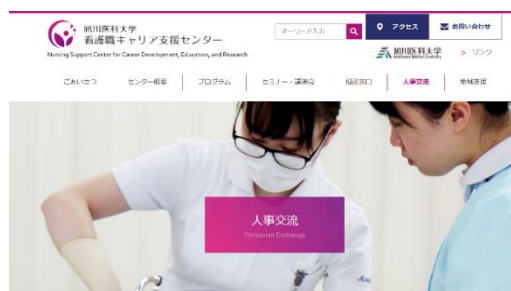 旭川医科大学
看護職キャリア支援センター
Nursing Support Center for Career Development, Education, and Research
キーワード入力
アクセス
お問い合わせ
旭川医科大学
Asahikawa Medical University
> リンク
ごあいさつ
センター概要
プログラム
セミナー・講習会
相談窓口
人事交流
地域支援
人事交流
Personnel Exchange